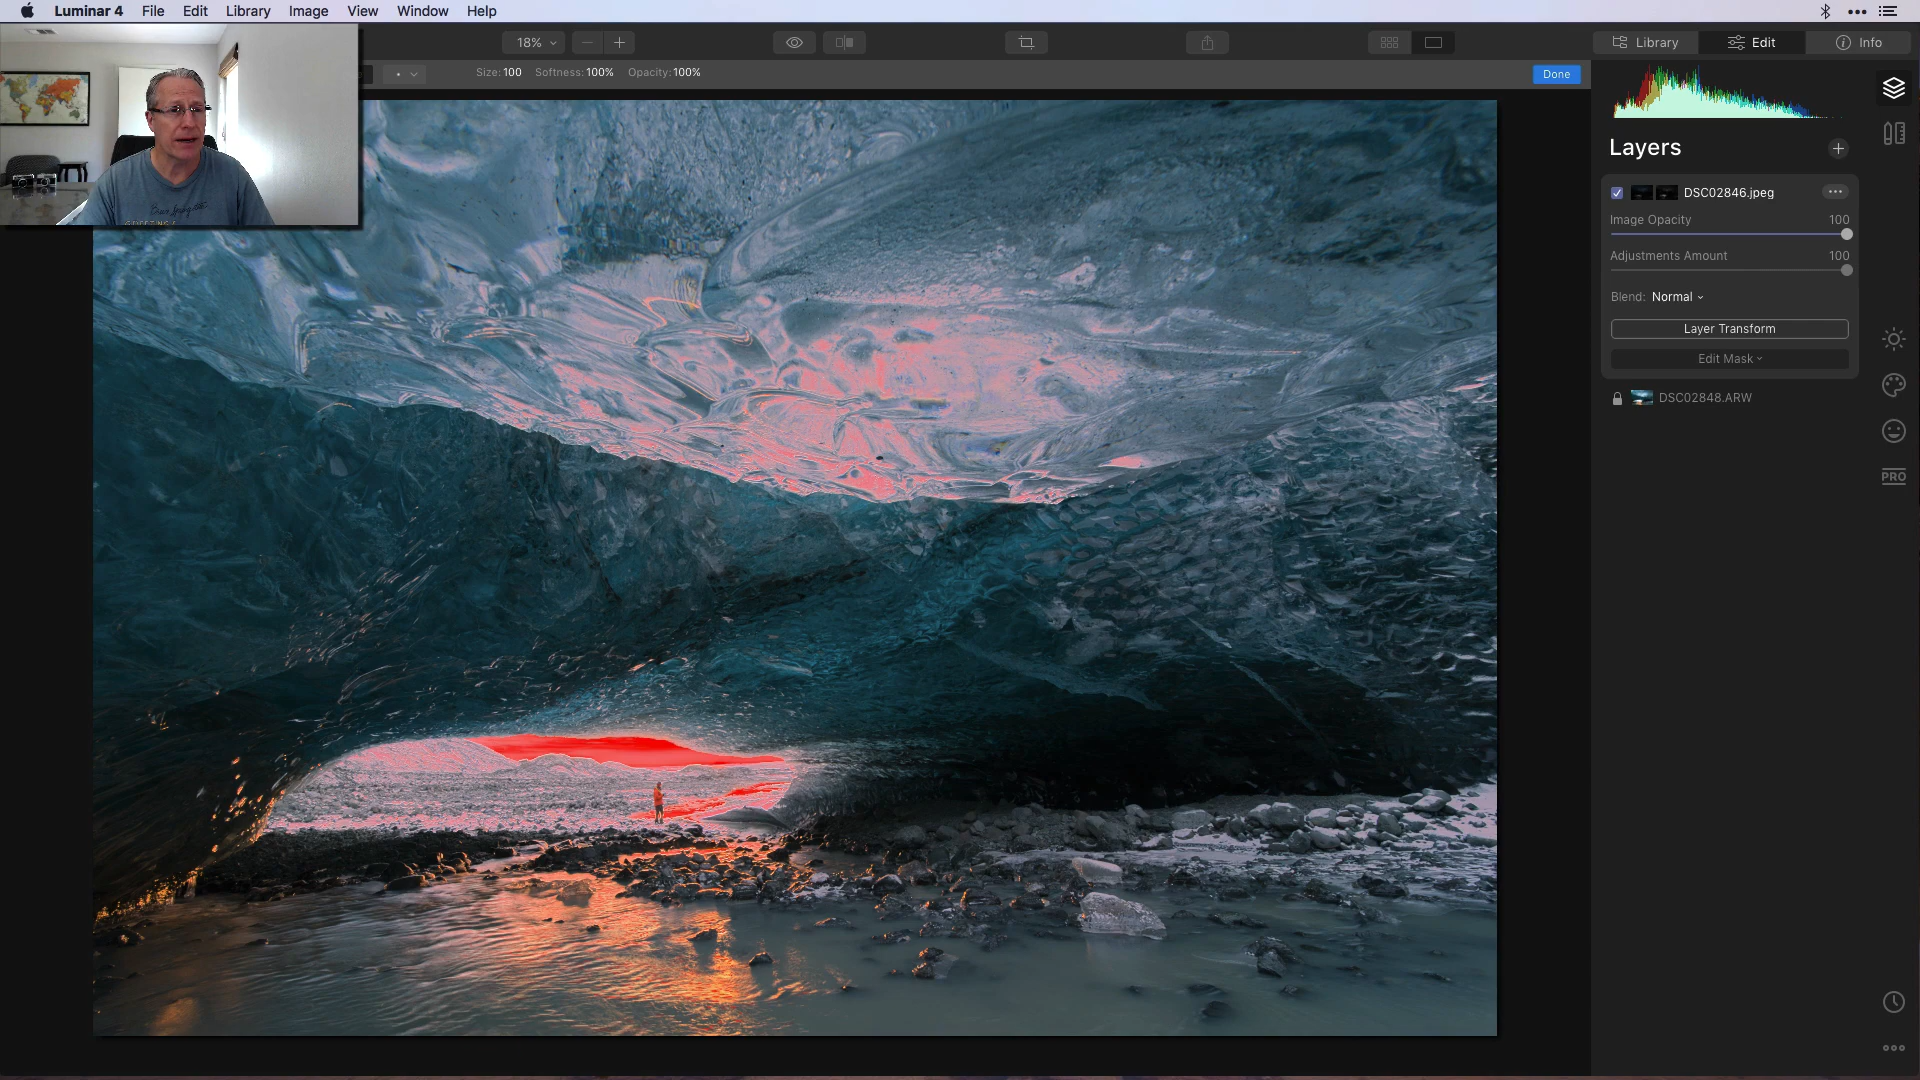 Luminar 4 File Edit Library Image View Window Help
18%
Library Edit Info
Size: 100 Softness: 100% Opacity: 100%
Done
Layers
DSC02846.jpeg
Image Opacity 100
Adjustments Amount 100
Blend: Normal
Layer Transform
Edit Mask
DSC02848.ARW
PRO